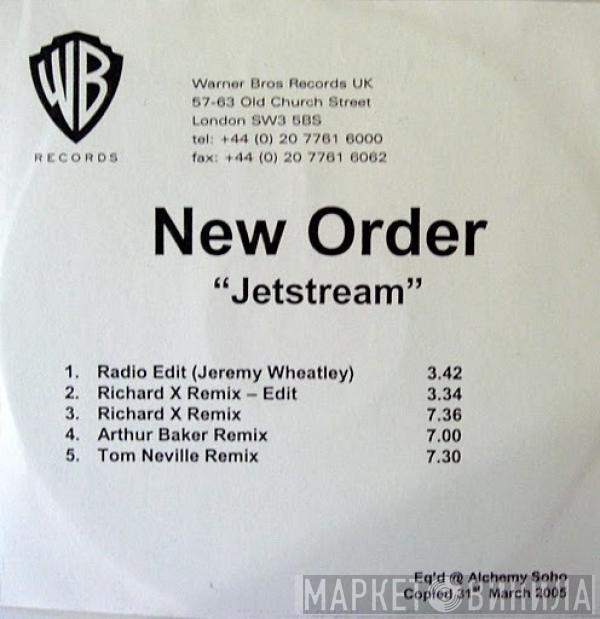 WB
RECORDS
Warner Bros Records UK
57-63 Old Church Street
London SW3 5BS
tel: +44 (0) 20 7761 6000
fax: +44 (0) 20 7761 6062
New Order
“Jetstream”
1. Radio Edit (Jeremy Wheatley) 3.42
2. Richard X Remix – Edit 3.34
3. Richard X Remix 7.36
4. Arthur Baker Remix 7.00
5. Tom Neville Remix 7.30
Eq'd @ Alchemy Soho
Copied 31st March 2005
МАРКЕТ ВИНИЛА